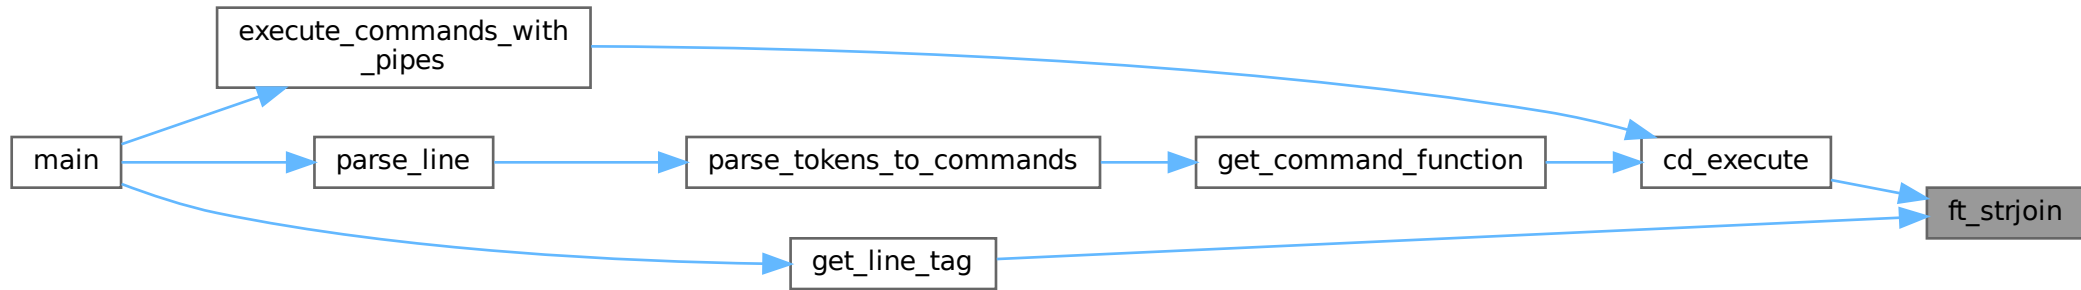 execute_commands_with
_pipes
main
parse_line
parse_tokens_to_commands
get_command_function
cd_execute
ft_strjoin
get_line_tag